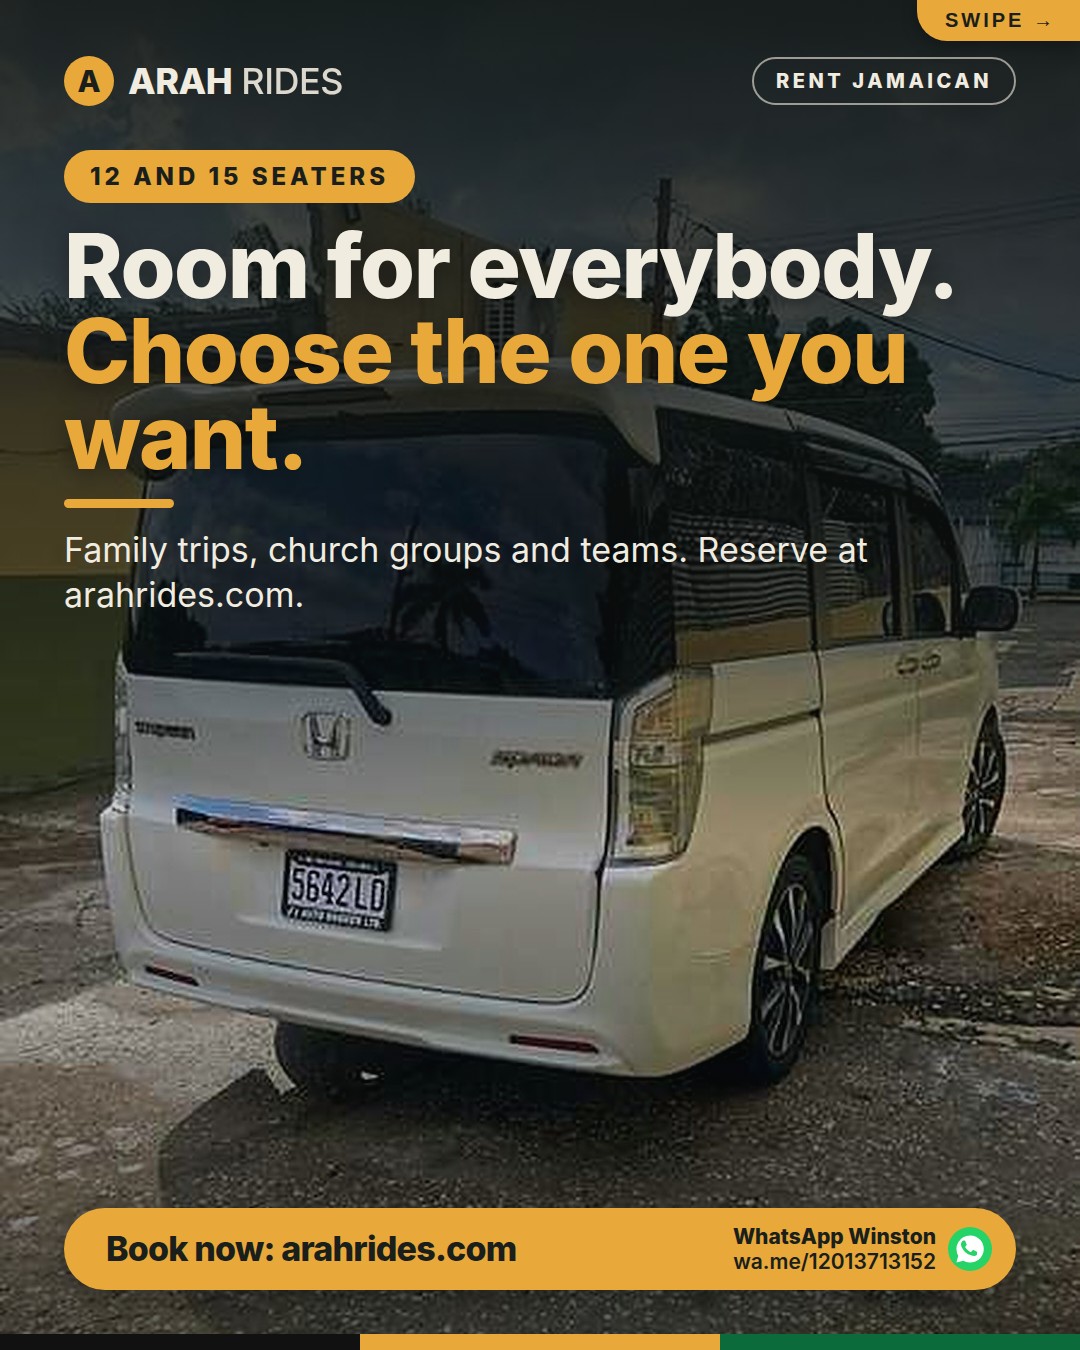 SWIPE →
A ARAH RIDES
RENT JAMAICAN
12 AND 15 SEATERS
Room for everybody.
Choose the one you
want.
Family trips, church groups and teams. Reserve at
arahrides.com.
5642LD
Book now: arahrides.com
WhatsApp Winston
wa.me/12013713152